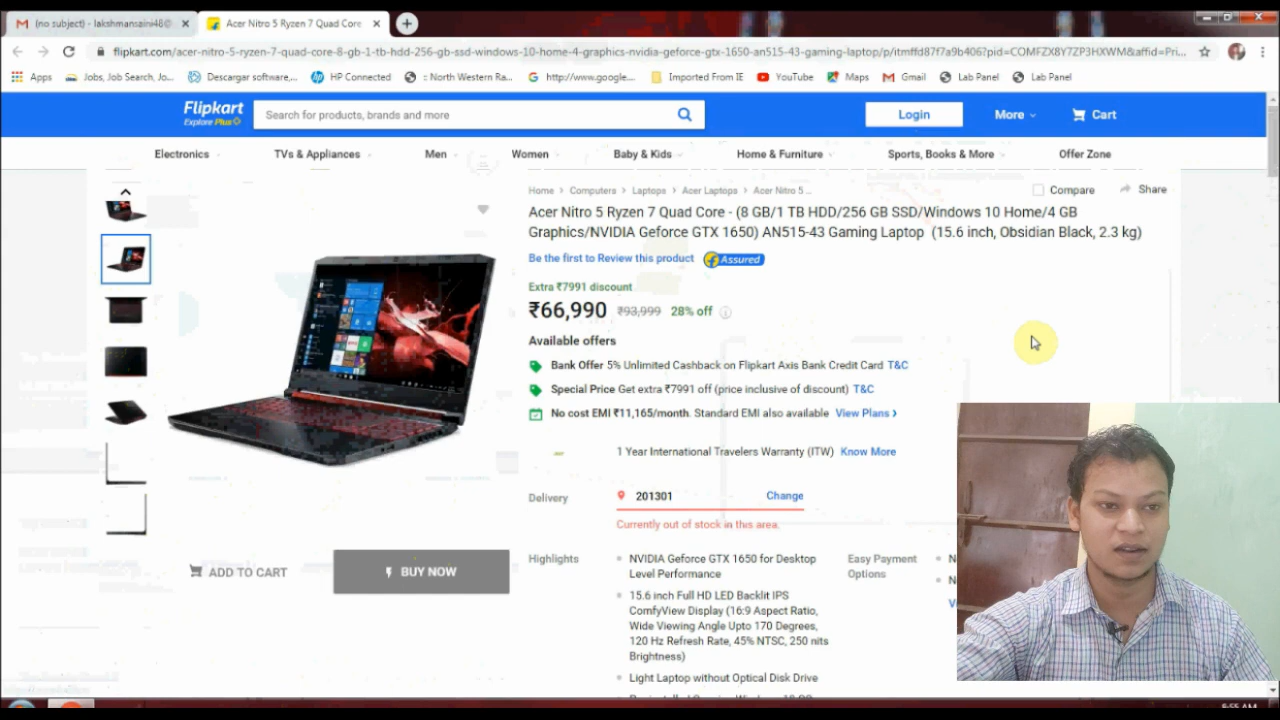 (no subject) - lakshmansaini48@
Acer Nitro 5 Ryzen 7 Quad Core
flipkart.com/acer-nitro-5-ryzen-7-quad-core-8-gb-1-tb-hdd-256-gb-ssd-windows-10-home-4-graphics-nvidia-geforce-gtx-1650-an515-43-gaming-laptop/p/itmffd87f7a9b406?pid=COMFZX8Y7ZP3HXWM&affid=Pri...
Apps Jobs, Job Search, Jo... Descargar software,... HP Connected :: North Western Ra... http://www.google... Imported From IE YouTube Maps Gmail Lab Panel Lab Panel
Flipkart
Explore Plus
Search for products, brands and more
Login More Cart
Electronics TVs & Appliances Men Women Baby & Kids Home & Furniture Sports, Books & More Offer Zone
Home > Computers > Laptops > Acer Laptops > Acer Nitro 5 ...
Compare Share
Acer Nitro 5 Ryzen 7 Quad Core - (8 GB/1 TB HDD/256 GB SSD/Windows 10 Home/4 GB
Graphics/NVIDIA Geforce GTX 1650) AN515-43 Gaming Laptop (15.6 inch, Obsidian Black, 2.3 kg)
Be the first to Review this product Assured
Extra ₹7991 discount
₹66,990 ₹93,999 28% off
Available offers
Bank Offer 5% Unlimited Cashback on Flipkart Axis Bank Credit Card T&C
Special Price Get extra ₹7991 off (price inclusive of discount) T&C
No cost EMI ₹11,165/month. Standard EMI also available View Plans >
1 Year International Travelers Warranty (ITW) Know More
Delivery 201301 Change
Currently out of stock in this area.
ADD TO CART BUY NOW
Highlights
NVIDIA Geforce GTX 1650 for Desktop
Level Performance
15.6 inch Full HD LED Backlit IPS
ComfyView Display (16:9 Aspect Ratio,
Wide Viewing Angle Upto 170 Degrees,
120 Hz Refresh Rate, 45% NTSC, 250 nits
Brightness)
Light Laptop without Optical Disk Drive
Easy Payment
Options
8:55 AM